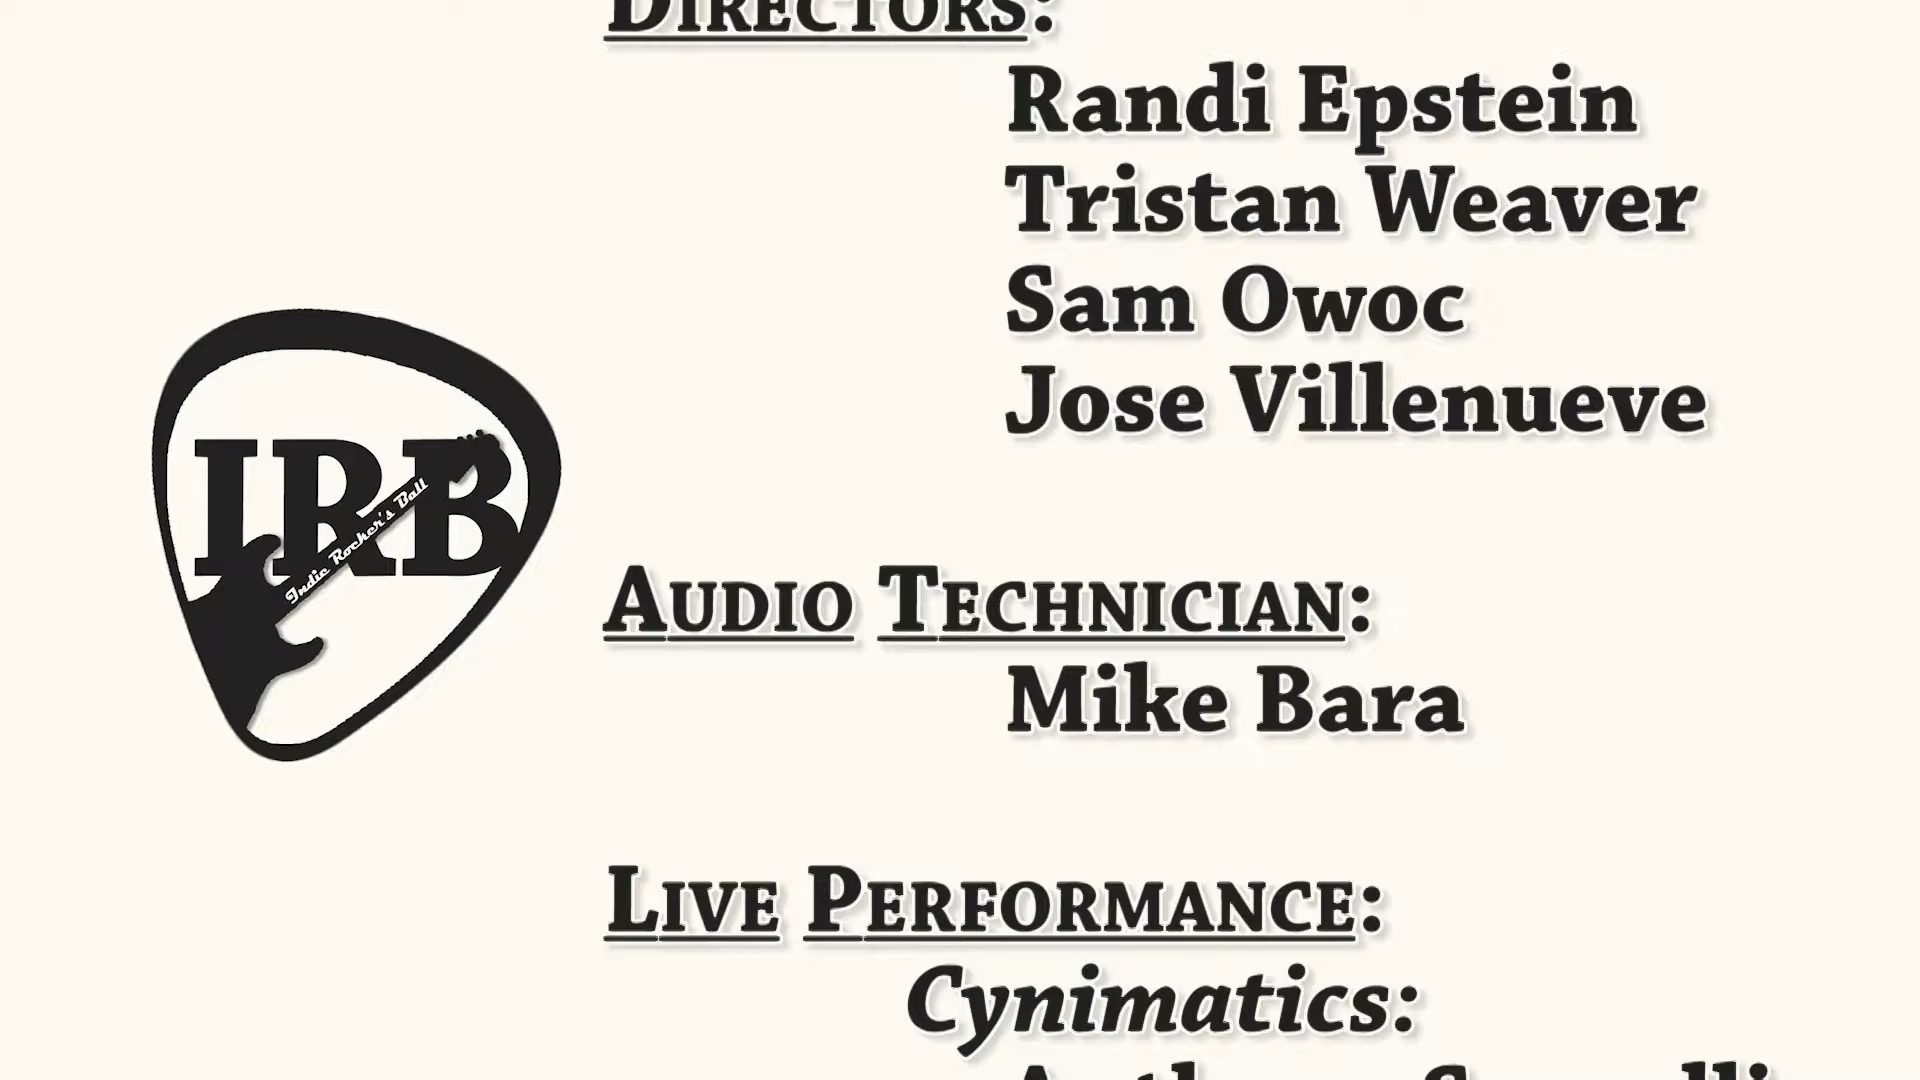 DIRECTORS:
Randi Epstein
Tristan Weaver
Sam Owoc
Jose Villenueve
IRB
Indie Rocker's Ball
AUDIO TECHNICIAN:
Mike Bara
LIVE PERFORMANCE:
Cynimatics: